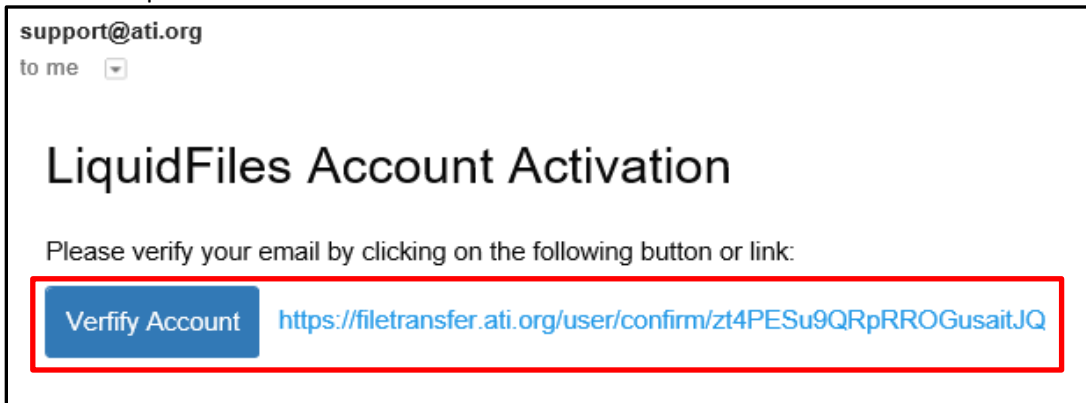 support@ati.org
to me
LiquidFiles Account Activation
Please verify your email by clicking on the following button or link:
Verfify Account https://filetransfer.ati.org/user/confirm/zt4PESu9QRpRROGusaitJQ